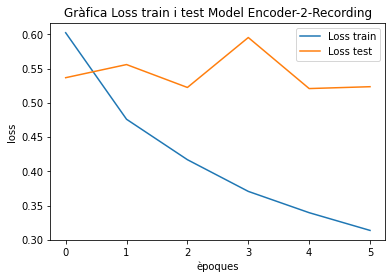 Gràfica Loss train i test Model Encoder-2-Recording
Loss train
Loss test
0.60
0.55
0.50
0.45
0.40
0.35
0.30
loss
0 1 2 3 4 5
èpoques